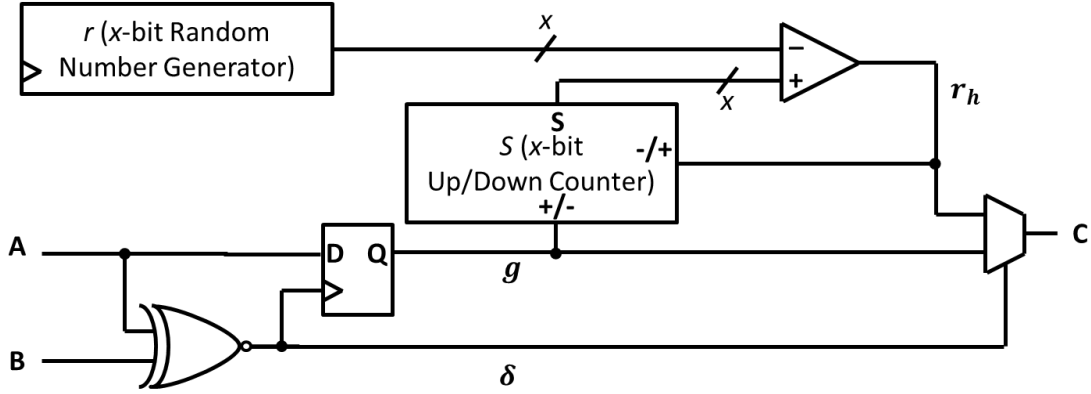 r (x-bit Random
Number Generator)
x
−
+
x
r_h
S
S (x-bit
-/+
Up/Down Counter)
+/-
A
D Q
g
C
B
δ